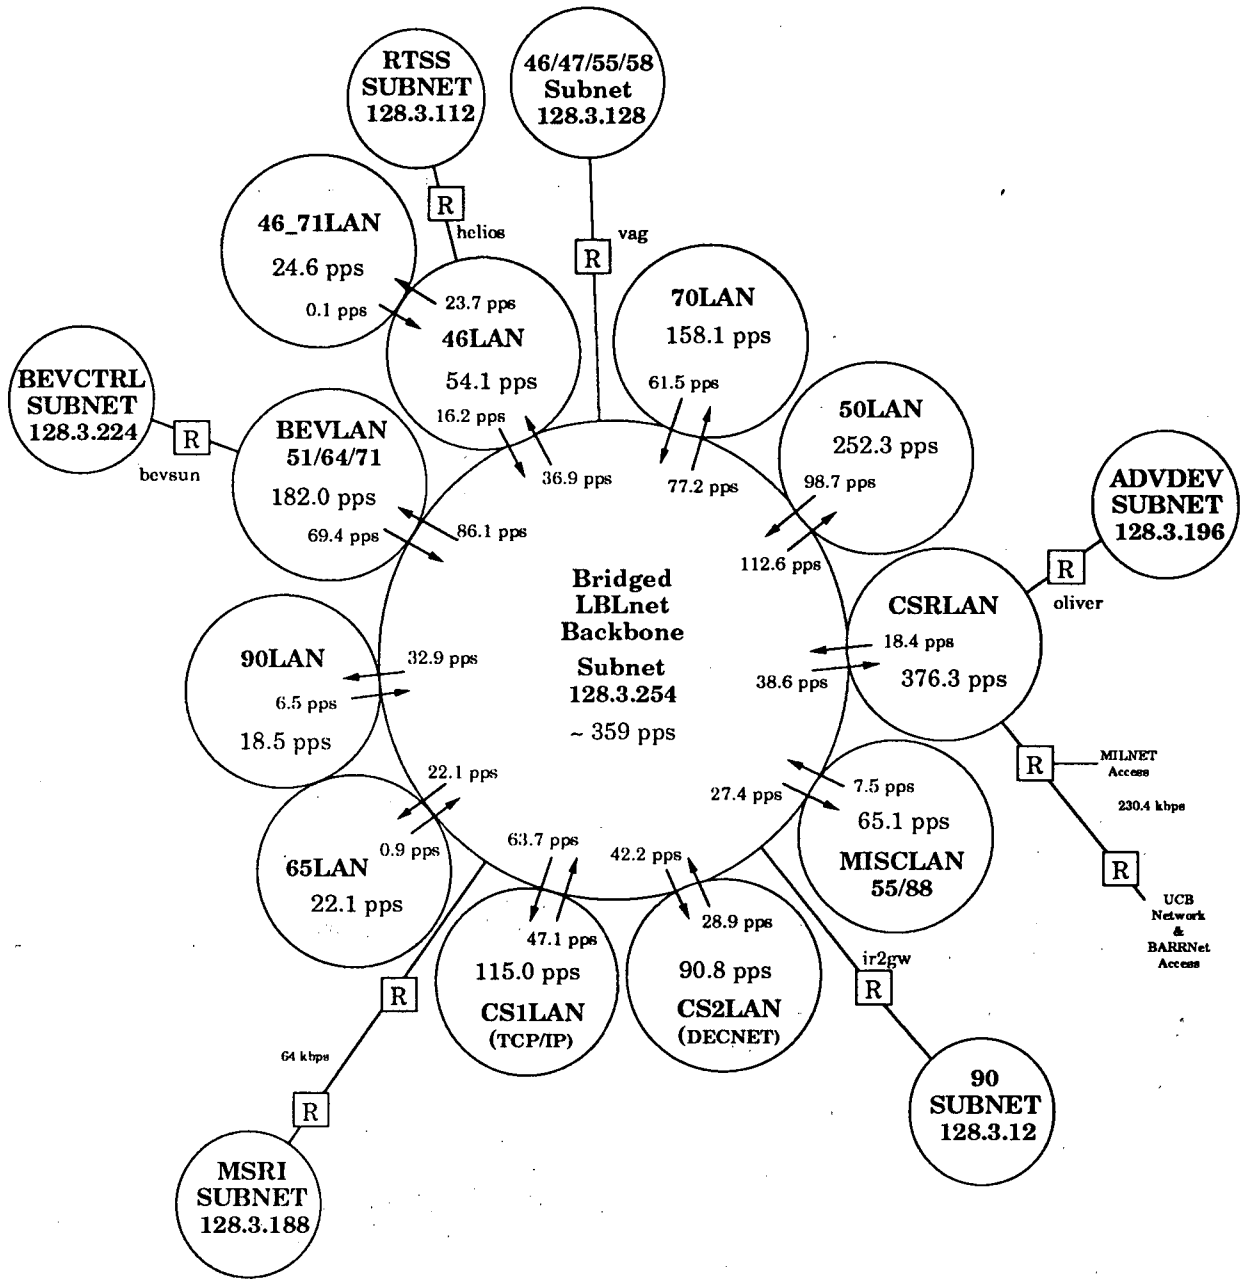 RTSS
SUBNET
128.3.112
46/47/55/58
Subnet
128.3.128
R
helios
R
vag
46_71LAN
24.6 pps
0.1 pps
23.7 pps
46LAN
54.1 pps
16.2 pps
36.9 pps
70LAN
158.1 pps
61.5 pps
77.2 pps
50LAN
252.3 pps
98.7 pps
112.6 pps
BEVCTRL
SUBNET
128.3.224
R
bevsun
BEVLAN
51/64/71
182.0 pps
69.4 pps
86.1 pps
ADVDEV
SUBNET
128.3.196
R
oliver
CSRLAN
18.4 pps
38.6 pps
376.3 pps
Bridged
LBLnet
Backbone
Subnet
128.3.254
~ 359 pps
90LAN
32.9 pps
6.5 pps
18.5 pps
R
MILNET
Access
230.4 kbps
R
UCB
Network
&
BARRNet
Access
22.1 pps
0.9 pps
65LAN
22.1 pps
27.4 pps
7.5 pps
65.1 pps
MISCLAN
55/88
63.7 pps
47.1 pps
115.0 pps
CS1LAN
(TCP/IP)
42.2 pps
28.9 pps
90.8 pps
CS2LAN
(DECNET)
ir2gw
R
90
SUBNET
128.3.12
R
64 kbps
R
MSRI
SUBNET
128.3.188